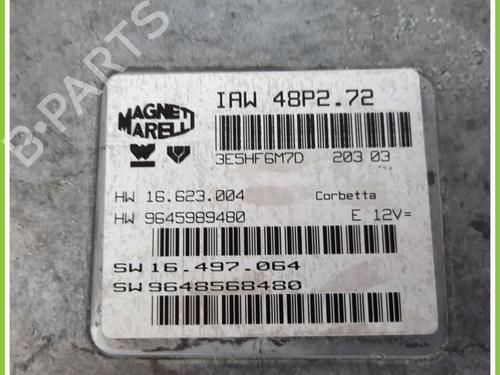 B-PARTS
IAW 48P2.72
MAGNETI
MARELLI
3E5HF6M7D 203 03
HW 16.623.004 Corbetta
HW 9645989480 E 12V=
SW 16.497.064
SW 9648568480